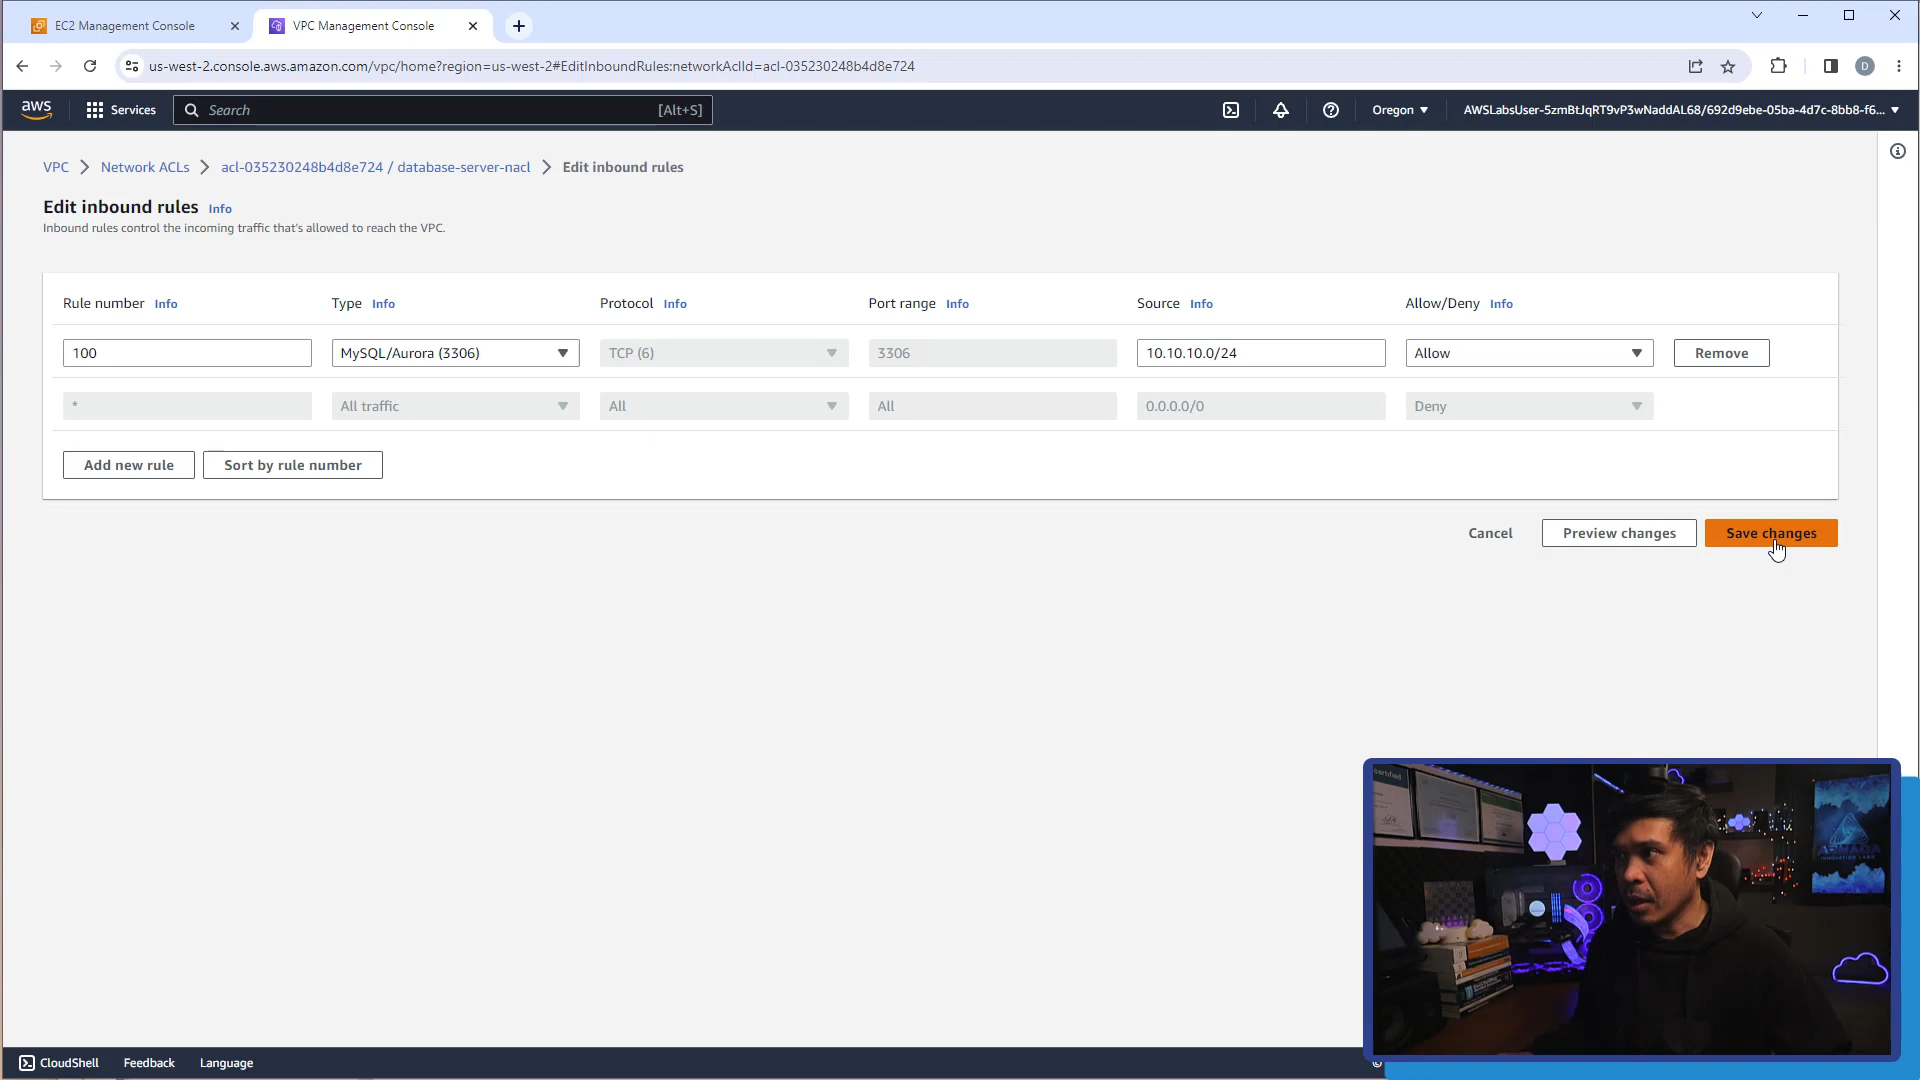 EC2 Management Console
VPC Management Console
us-west-2.console.aws.amazon.com/vpc/home?region=us-west-2#EditInboundRules:networkAclId=acl-035230248b4d8e724
D
aws
Services
Search
[Alt+S]
Oregon
AWSLabsUser-5zmBtJqRT9vP3wNaddAL68/692d9ebe-05ba-4d7c-8bb8-f6...
VPC
Network ACLs
acl-035230248b4d8e724 / database-server-nacl
Edit inbound rules
Edit inbound rules Info
Inbound rules control the incoming traffic that's allowed to reach the VPC.
Rule number Info
Type Info
Protocol Info
Port range Info
Source Info
Allow/Deny Info
100
MySQL/Aurora (3306)
TCP (6)
3306
10.10.10.0/24
Allow
Remove
*
All traffic
All
All
0.0.0.0/0
Deny
Add new rule
Sort by rule number
Cancel
Preview changes
Save changes
certified
ARMADA
INNOVATION LABS
CloudShell
Feedback
Language
©